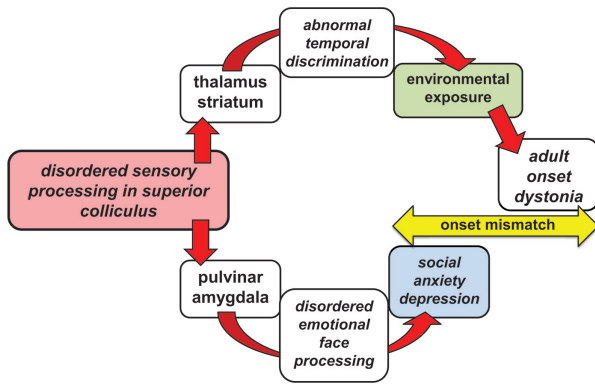 abnormal
temporal
discrimination
thalamus
striatum
environmental
exposure
disordered sensory
processing in superior
colliculus
adult
onset
dystonia
onset mismatch
pulvinar
amygdala
disordered
emotional
face
processing
social
anxiety
depression